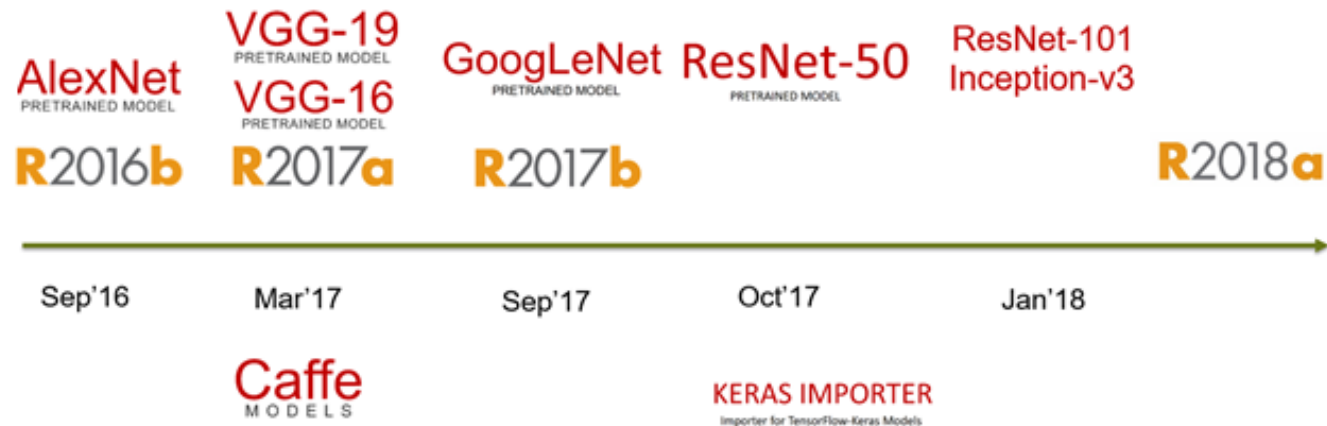 AlexNet
PRETRAINED MODEL
R2016b
VGG-19
PRETRAINED MODEL
VGG-16
PRETRAINED MODEL
R2017a
GoogLeNet
PRETRAINED MODEL
R2017b
ResNet-50
PRETRAINED MODEL
ResNet-101
Inception-v3
R2018a
Sep'16
Mar'17
Sep'17
Oct'17
Jan'18
Caffe
MODELS
KERAS IMPORTER
Importer for TensorFlow-Keras Models